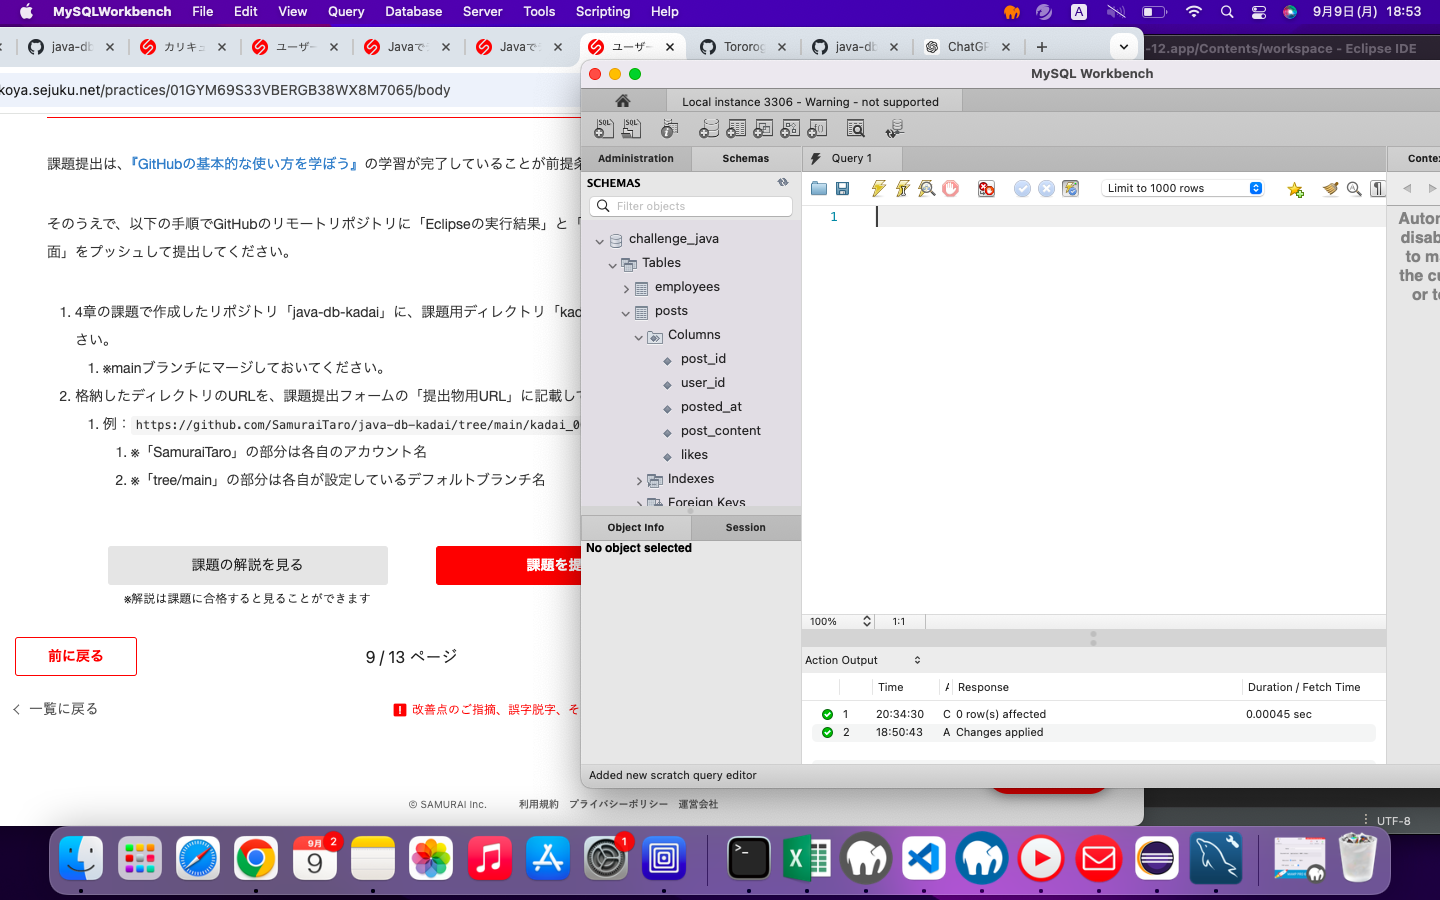 MySQLWorkbench File Edit View Query Database Server Tools Scripting Help
A 9月9日(月) 18:53
java-db
カリキュ
ユーザー
Javaで
Javaで
ユーザー
Tororog
java-db
ChatGP
-12.app/Contents/workspace - Eclipse IDE
koya.sejuku.net/practices/01GYM69S33VBERGB38WX8M7065/body
課題提出は、『GitHubの基本的な使い方を学ぼう』の学習が完了していることが前提条
そのうえで、以下の手順でGitHubのリモートリポジトリに「Eclipseの実行結果」と「
面」をプッシュして提出してください。
1. 4章の課題で作成したリポジトリ「java-db-kadai」に、課題用ディレクトリ「kad
さい。
1. ※mainブランチにマージしておいてください。
2. 格納したディレクトリのURLを、課題提出フォームの「提出物用URL」に記載して
1. 例：https://github.com/SamuraiTaro/java-db-kadai/tree/main/kadai_0
1. ※「SamuraiTaro」の部分は各自のアカウント名
2. ※「tree/main」の部分は各自が設定しているデフォルトブランチ名
課題の解説を見る
課題を提
※解説は課題に合格すると見ることができます
前に戻る
9 / 13 ページ
一覧に戻る
改善点のご指摘、誤字脱字、そ
© SAMURAI Inc. 利用規約 プライバシーポリシー 運営会社
MySQL Workbench
Local instance 3306 - Warning - not supported
Administration Schemas
Query 1
Contex
SCHEMAS
Filter objects
Limit to 1000 rows
challenge_java
Tables
employees
posts
Columns
post_id
user_id
posted_at
post_content
likes
Indexes
Foreign Keys
1
Autor
disab
to ma
the cu
or to
Object Info Session
No object selected
100% 1:1
Action Output
Time A Response Duration / Fetch Time
1 20:34:30 C 0 row(s) affected 0.00045 sec
2 18:50:43 A Changes applied
Added new scratch query editor
UTF-8
9月
9
2
1